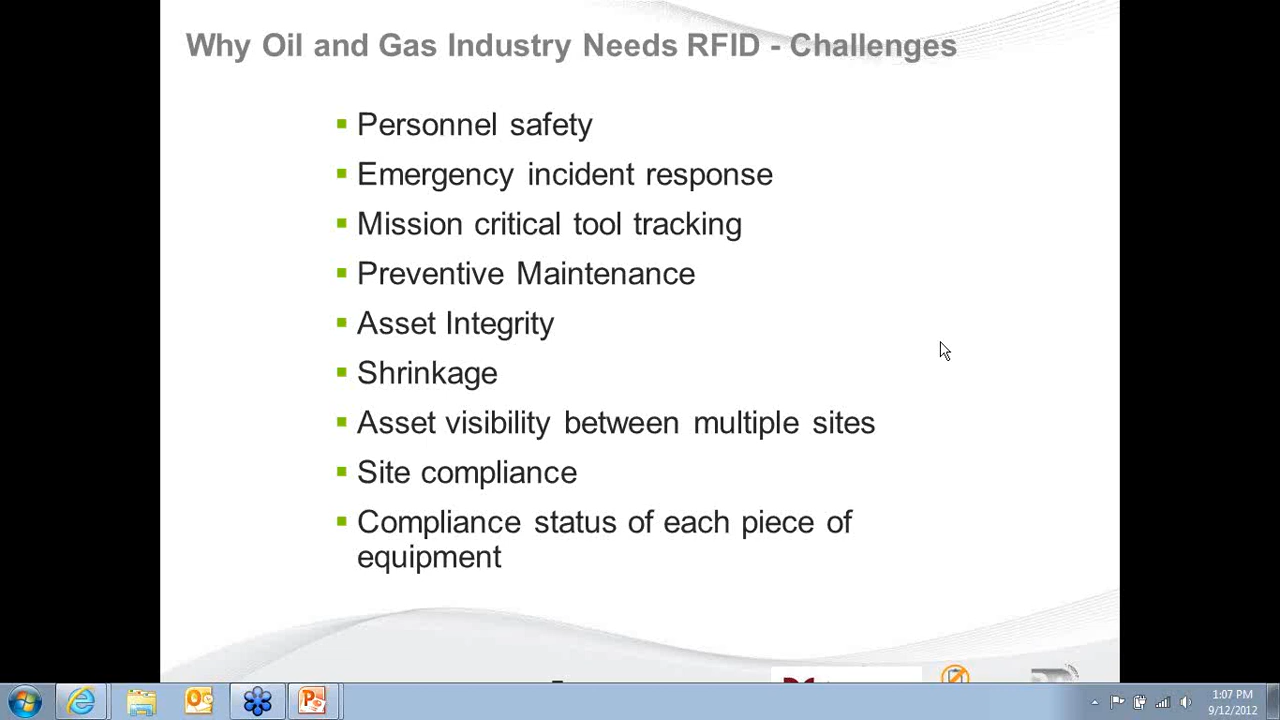 Why Oil and Gas Industry Needs RFID - Challenges
Personnel safety
Emergency incident response
Mission critical tool tracking
Preventive Maintenance
Asset Integrity
Shrinkage
Asset visibility between multiple sites
Site compliance
Compliance status of each piece of
equipment
1:07 PM
9/12/2012